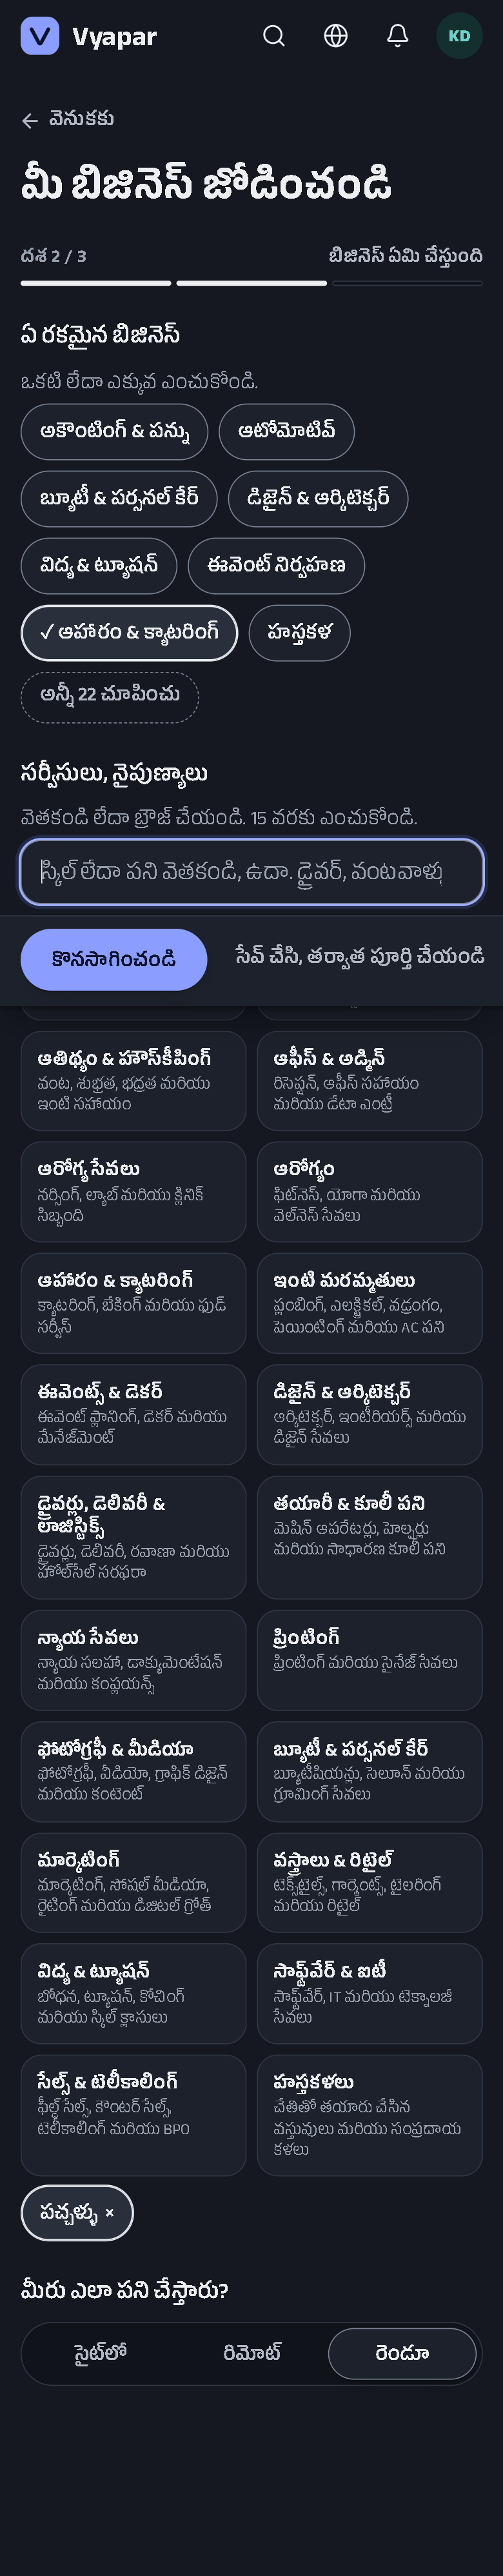 Vyapar
KD
← వెనుకకు
మీ బిజినెస్ జోడించండి
దశ 2 / 3
బిజినెస్ ఏమి చేస్తుంది
ఏ రకమైన బిజినెస్
ఒకటి లేదా ఎక్కువ ఎంచుకోండి.
అకౌంటింగ్ & పన్ను
ఆటోమోటివ్
బ్యూటీ & పర్సనల్ కేర్
డిజైన్ & ఆర్కిటెక్చర్
విద్య & ట్యూషన్
ఈవెంట్ నిర్వహణ
✓ ఆహారం & క్యాటరింగ్
హస్తకళ
అన్నీ 22 చూపించు
సర్వీసులు, నైపుణ్యాలు
వెతకండి లేదా బ్రౌజ్ చేయండి. 15 వరకు ఎంచుకోండి.
స్కిల్ లేదా పని వెతకండి, ఉదా. డ్రైవర్, వంటవాళ్ళు
కొనసాగించండి
సేవ్ చేసి, తర్వాత పూర్తి చేయండి
ఆతిథ్యం & హౌస్‌కీపింగ్
వంట, శుభ్రత, భద్రత మరియు
ఇంటి సహాయం
ఆఫీస్ & అడ్మిన్
రిసెప్షన్, ఆఫీస్ సహాయం
మరియు డేటా ఎంట్రీ
ఆరోగ్య సేవలు
నర్సింగ్, ల్యాబ్ మరియు క్లినిక్
సిబ్బంది
ఆరోగ్యం
ఫిట్‌నెస్, యోగా మరియు
వెల్‌నెస్ సేవలు
ఆహారం & క్యాటరింగ్
క్యాటరింగ్, బేకింగ్ మరియు ఫుడ్
సర్వీస్
ఇంటి మరమ్మతులు
ప్లంబింగ్, ఎలక్ట్రికల్, వడ్రంగం,
పెయింటింగ్ మరియు AC పని
ఈవెంట్స్ & డెకర్
ఈవెంట్ ప్లానింగ్, డెకర్ మరియు
మేనేజ్‌మెంట్
డిజైన్ & ఆర్కిటెక్చర్
ఆర్కిటెక్చర్, ఇంటీరియర్స్ మరియు
డిజైన్ సేవలు
డ్రైవర్లు, డెలివరీ &
లాజిస్టిక్స్
డ్రైవర్లు, డెలివరీ, రవాణా మరియు
హోల్‌సేల్ సరఫరా
తయారీ & కూలీ పని
మెషిన్ ఆపరేటర్లు, హెల్పర్లు
మరియు సాధారణ కూలీ పని
న్యాయ సేవలు
న్యాయ సలహా, డాక్యుమెంటేషన్
మరియు కంప్లయన్స్
ప్రింటింగ్
ప్రింటింగ్ మరియు సైనేజ్ సేవలు
ఫోటోగ్రఫీ & మీడియా
ఫోటోగ్రఫీ, వీడియో, గ్రాఫిక్ డిజైన్
మరియు కంటెంట్
బ్యూటీ & పర్సనల్ కేర్
బ్యూటీషియన్లు, సెలూన్ మరియు
గ్రూమింగ్ సేవలు
మార్కెటింగ్
మార్కెటింగ్, సోషల్ మీడియా,
రైటింగ్ మరియు డిజిటల్ గ్రోత్
వస్త్రాలు & రిటైల్
టెక్స్‌టైల్స్, గార్మెంట్స్, టైలరింగ్
మరియు రిటైల్
విద్య & ట్యూషన్
బోధన, ట్యూషన్, కోచింగ్
మరియు స్కిల్ క్లాసులు
సాఫ్ట్‌వేర్ & ఐటీ
సాఫ్ట్‌వేర్, IT మరియు టెక్నాలజీ
సేవలు
సేల్స్ & టెలీకాలింగ్
ఫీల్డ్ సేల్స్, కౌంటర్ సేల్స్,
టెలీకాలింగ్ మరియు BPO
హస్తకళలు
చేతితో తయారు చేసిన
వస్తువులు మరియు సంప్రదాయ
కళలు
పచ్చళ్ళు ×
మీరు ఎలా పని చేస్తారు?
సైట్‌లో
రిమోట్
రెండూ